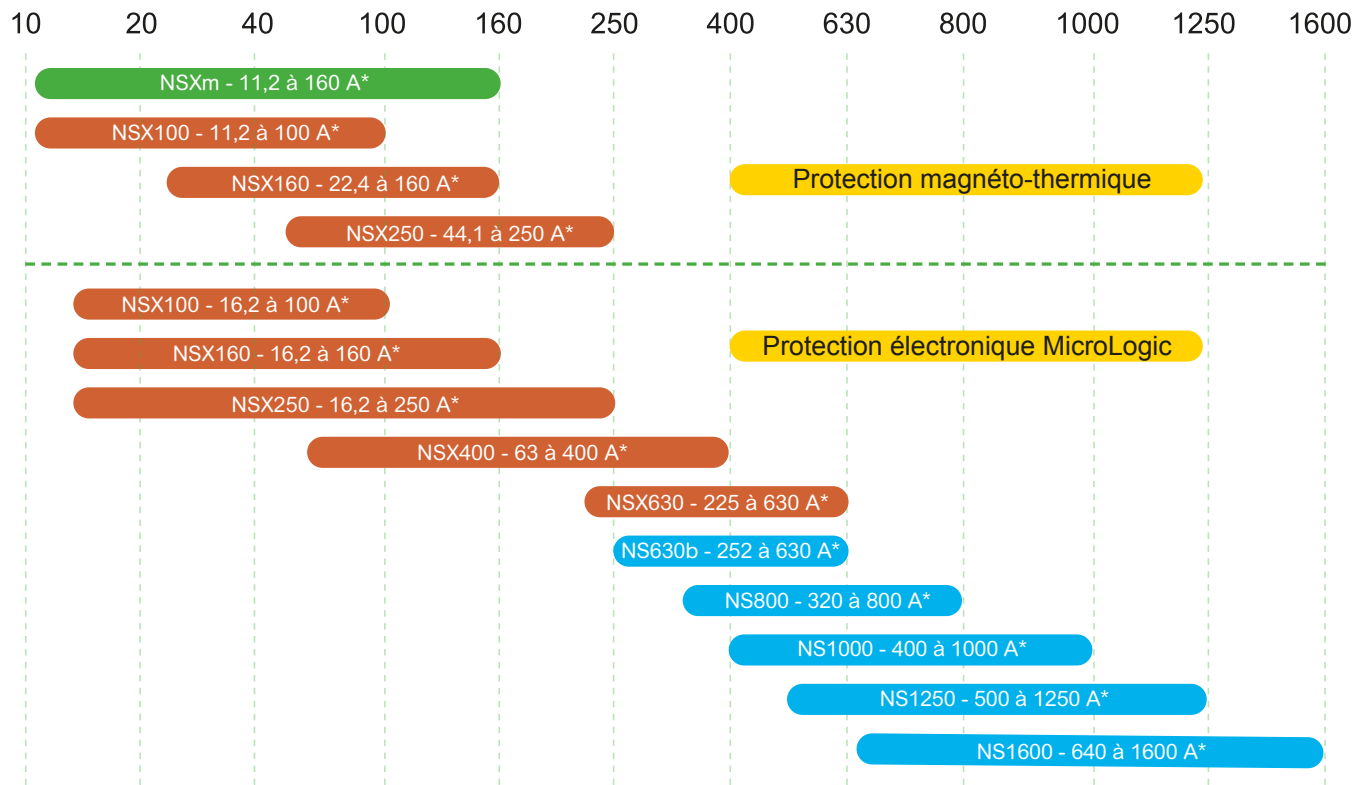 10 20 40 100 160 250 400 630 800 1000 1250 1600
NSXm - 11,2 à 160 A*
NSX100 - 11,2 à 100 A*
NSX160 - 22,4 à 160 A*
Protection magnéto-thermique
NSX250 - 44,1 à 250 A*
NSX100 - 16,2 à 100 A*
NSX160 - 16,2 à 160 A*
Protection électronique MicroLogic
NSX250 - 16,2 à 250 A*
NSX400 - 63 à 400 A*
NSX630 - 225 à 630 A*
NS630b - 252 à 630 A*
NS800 - 320 à 800 A*
NS1000 - 400 à 1000 A*
NS1250 - 500 à 1250 A*
NS1600 - 640 à 1600 A*